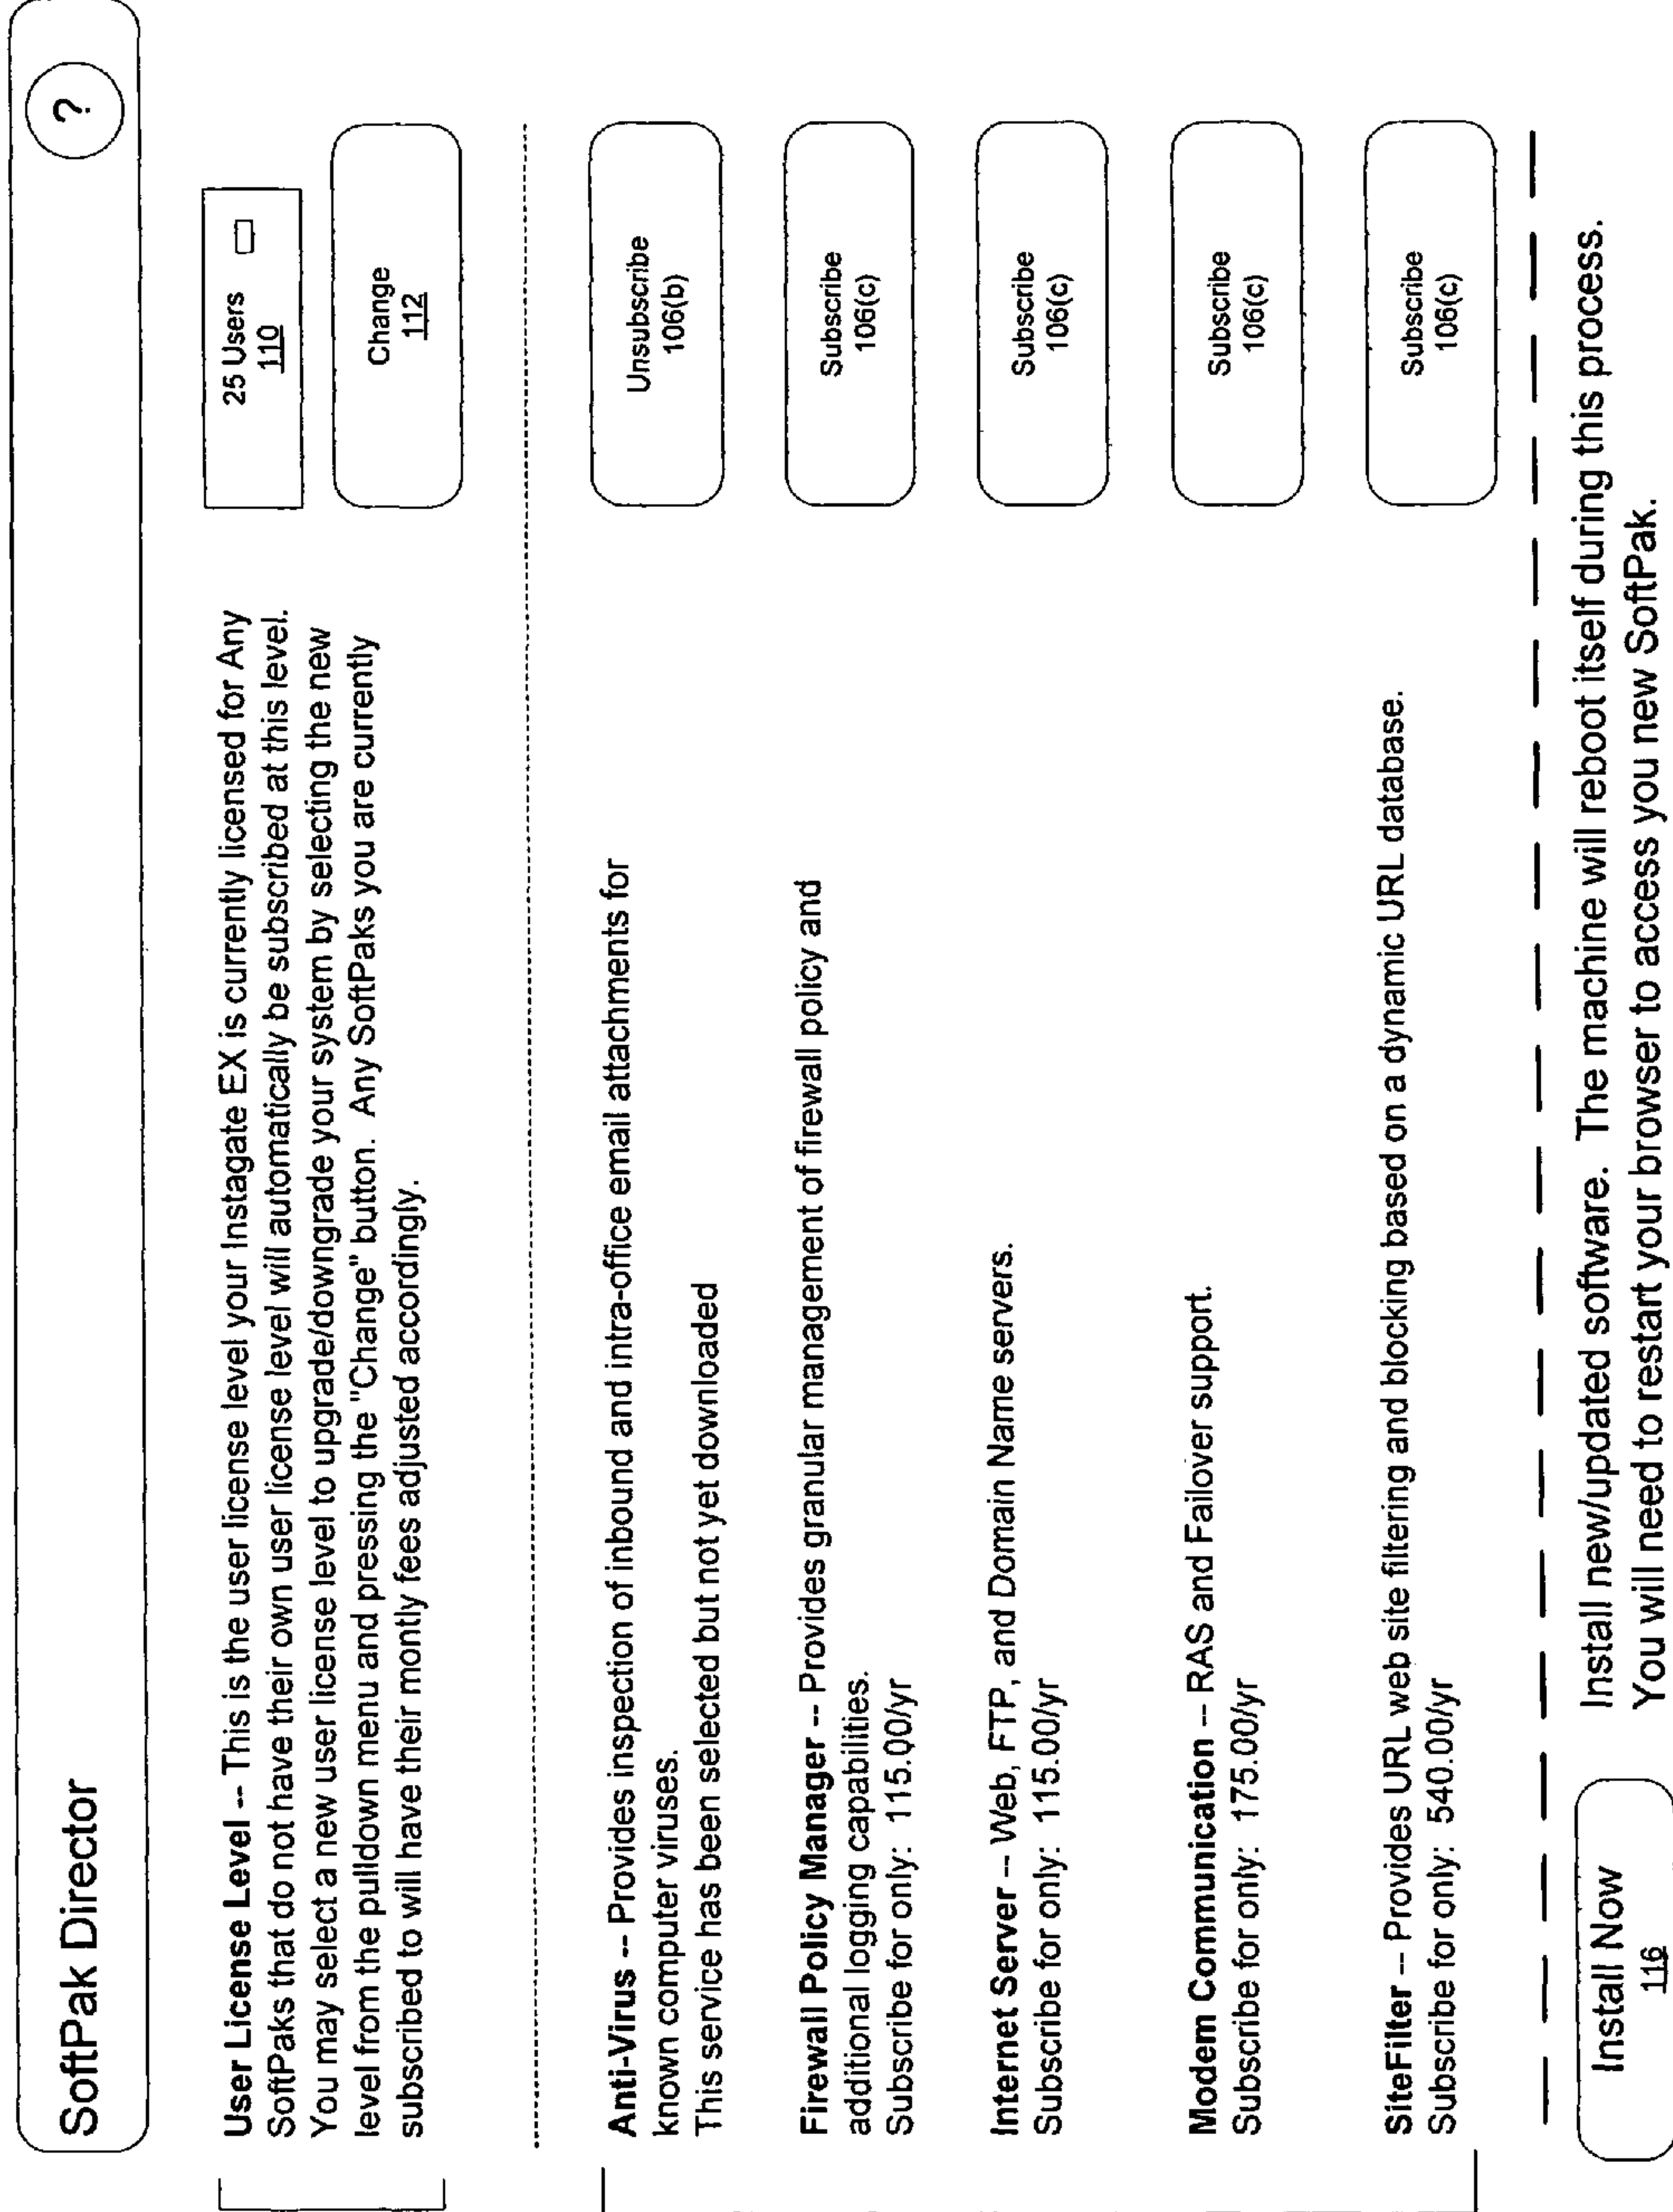 SoftPak Director
?
User License Level -- This is the user license level your Instagate EX is currently licensed for Any
SoftPaks that do not have their own user license level will automatically be subscribed at this level.
You may select a new user license level to upgrade/downgrade your system by selecting the new
level from the pulldown menu and pressing the "Change" button. Any SoftPaks you are currently
subscribed to will have their montly fees adjusted accordingly.
25 Users
110
Change
112
Anti-Virus -- Provides inspection of inbound and intra-office email attachments for
known computer viruses.
This service has been selected but not yet downloaded
Unsubscribe
106(b)
Firewall Policy Manager -- Provides granular management of firewall policy and
additional logging capabilities.
Subscribe for only: 115.00/yr
Subscribe
106(c)
Internet Server -- Web, FTP, and Domain Name servers.
Subscribe for only: 115.00/yr
Subscribe
106(c)
Modem Communication -- RAS and Failover support.
Subscribe for only: 175.00/yr
Subscribe
106(c)
SiteFilter -- Provides URL web site filtering and blocking based on a dynamic URL database.
Subscribe for only: 540.00/yr
Subscribe
106(c)
Install Now
116
Install new/updated software. The machine will reboot itself during this process.
You will need to restart your browser to access you new SoftPak.